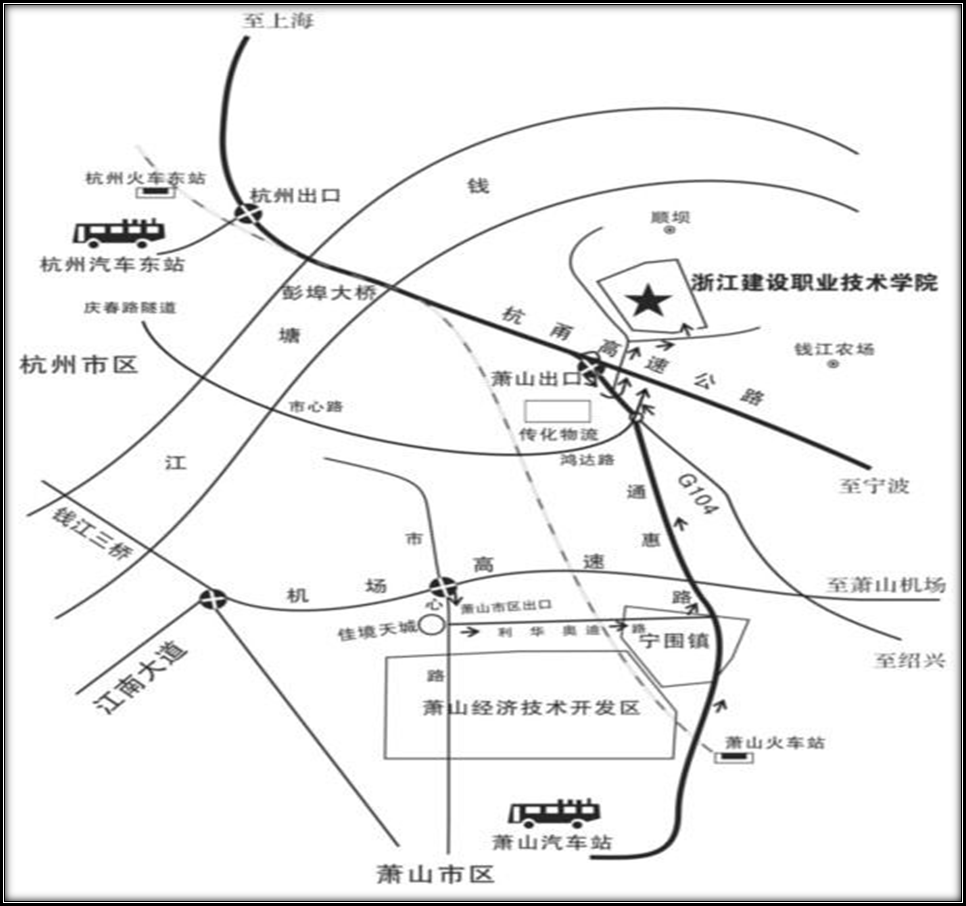 至上海
杭州火车东站
杭州出口
钱
顺坝
杭州汽车东站
浙江建设职业技术学院
彭埠大桥
庆春路隧道
塘
杭甬高速公路
钱江农场
杭州市区
萧山出口
市心路
传化物流
鸿达路
江
至宁波
G104
通惠路
钱江三桥
市心路
机场高速
至萧山机场
萧山市区出口
佳境天城
利华奥迪路
宁围镇
至绍兴
江南大道
萧山经济技术开发区
萧山火车站
萧山汽车站
萧山市区